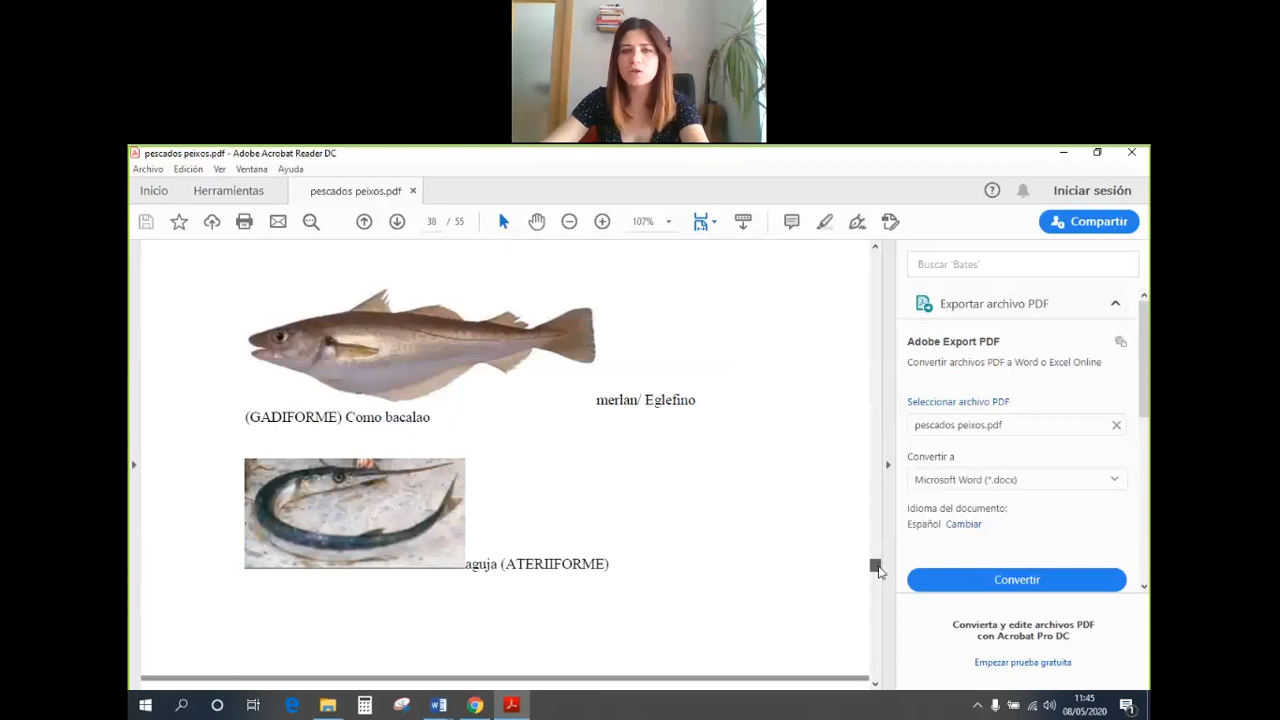 pescados peixos.pdf - Adobe Acrobat Reader DC
Archivo Edición Ver Ventana Ayuda
Inicio Herramientas pescados peixos.pdf Iniciar sesión
38 / 55 107% Compartir
Buscar 'Bates'
Exportar archivo PDF
Adobe Export PDF
Convertir archivos PDF a Word o Excel Online
Seleccionar archivo PDF
pescados peixos.pdf
Convertir a
Microsoft Word (*.docx)
Idioma del documento:
Español Cambiar
Convertir
Convierta y edite archivos PDF
con Acrobat Pro DC
Empezar prueba gratuita
merlan/ Eglefino
(GADIFORME) Como bacalao
aguja (ATERIIFORME)
11:45
08/05/2020